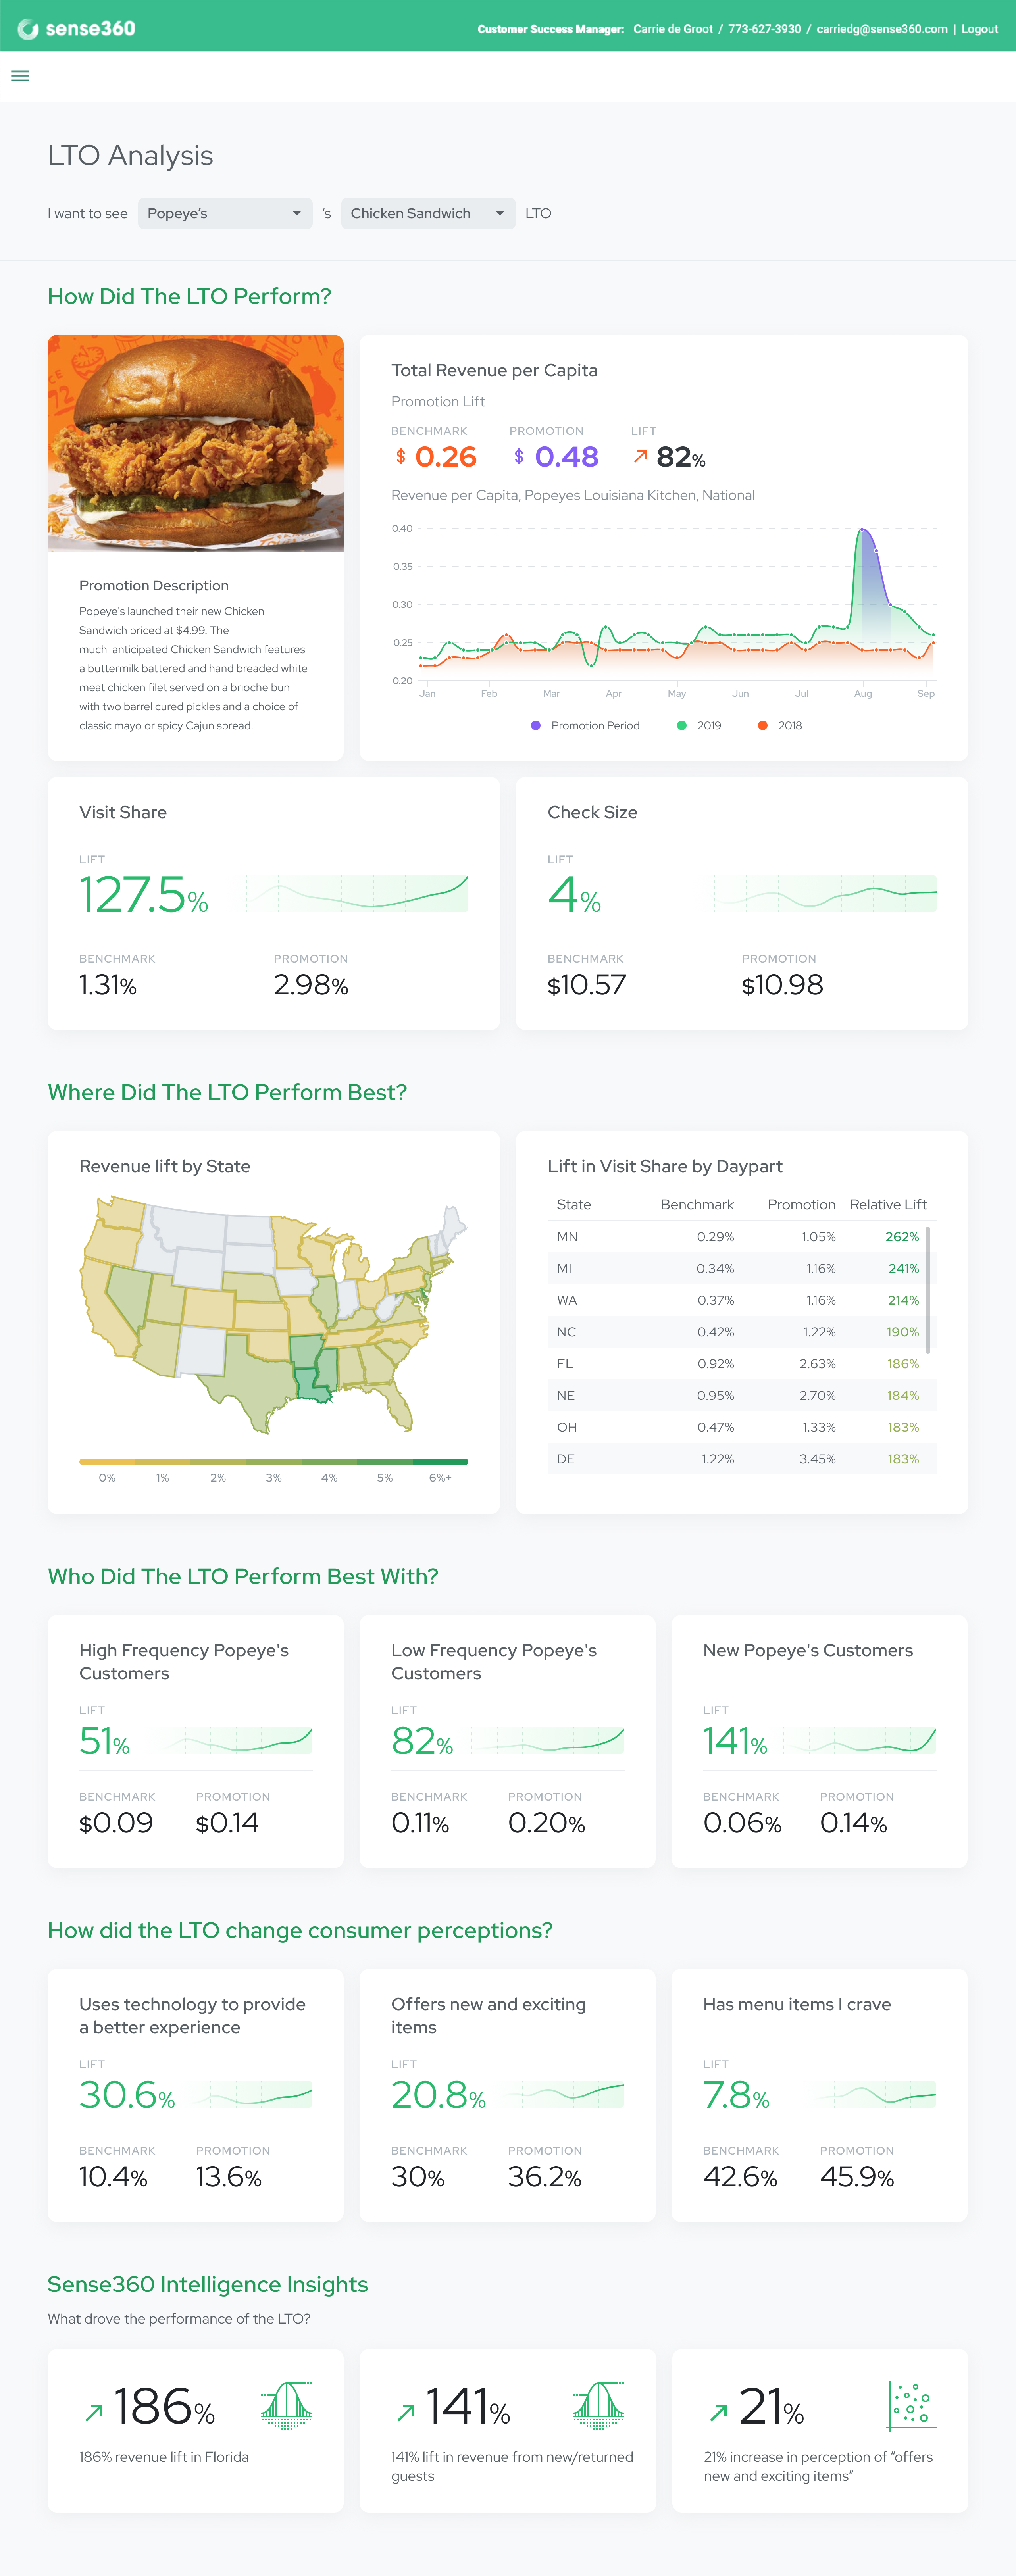 sense360
Customer Success Manager: Carrie de Groot / 773-627-3930 / carriedg@sense360.com | Logout
LTO Analysis
I want to see Popeye's 's Chicken Sandwich LTO
How Did The LTO Perform?
Promotion Description
Popeye's launched their new Chicken
Sandwich priced at $4.99. The
much-anticipated Chicken Sandwich features
a buttermilk battered and hand breaded white
meat chicken filet served on a brioche bun
with two barrel cured pickles and a choice of
classic mayo or spicy Cajun spread.
Total Revenue per Capita
Promotion Lift
BENCHMARK PROMOTION LIFT
$ 0.26 $ 0.48 82%
Revenue per Capita, Popeyes Louisiana Kitchen, National
0.40
0.35
0.30
0.25
0.20
Jan Feb Mar Apr May Jun Jul Aug Sep
Promotion Period 2019 2018
Visit Share
LIFT
127.5%
BENCHMARK PROMOTION
1.31% 2.98%
Check Size
LIFT
4%
BENCHMARK PROMOTION
$10.57 $10.98
Where Did The LTO Perform Best?
Revenue lift by State
0% 1% 2% 3% 4% 5% 6%+
Lift in Visit Share by Daypart
State Benchmark Promotion Relative Lift
MN 0.29% 1.05% 262%
MI 0.34% 1.16% 241%
WA 0.37% 1.16% 214%
NC 0.42% 1.22% 190%
FL 0.92% 2.63% 186%
NE 0.95% 2.70% 184%
OH 0.47% 1.33% 183%
DE 1.22% 3.45% 183%
Who Did The LTO Perform Best With?
High Frequency Popeye's
Customers
LIFT
51%
BENCHMARK PROMOTION
$0.09 $0.14
Low Frequency Popeye's
Customers
LIFT
82%
BENCHMARK PROMOTION
0.11% 0.20%
New Popeye's Customers
LIFT
141%
BENCHMARK PROMOTION
0.06% 0.14%
How did the LTO change consumer perceptions?
Uses technology to provide
a better experience
LIFT
30.6%
BENCHMARK PROMOTION
10.4% 13.6%
Offers new and exciting
items
LIFT
20.8%
BENCHMARK PROMOTION
30% 36.2%
Has menu items I crave
LIFT
7.8%
BENCHMARK PROMOTION
42.6% 45.9%
Sense360 Intelligence Insights
What drove the performance of the LTO?
186%
186% revenue lift in Florida
141%
141% lift in revenue from new/returned
guests
21%
21% increase in perception of "offers
new and exciting items"